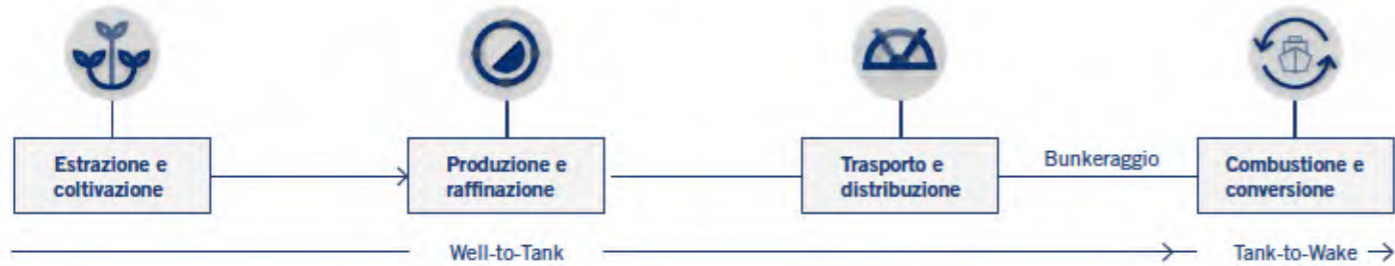 Estrazione e
coltivazione
Produzione e
raffinazione
Trasporto e
distribuzione
Bunkeraggio
Combustione e
conversione
Well-to-Tank
Tank-to-Wake